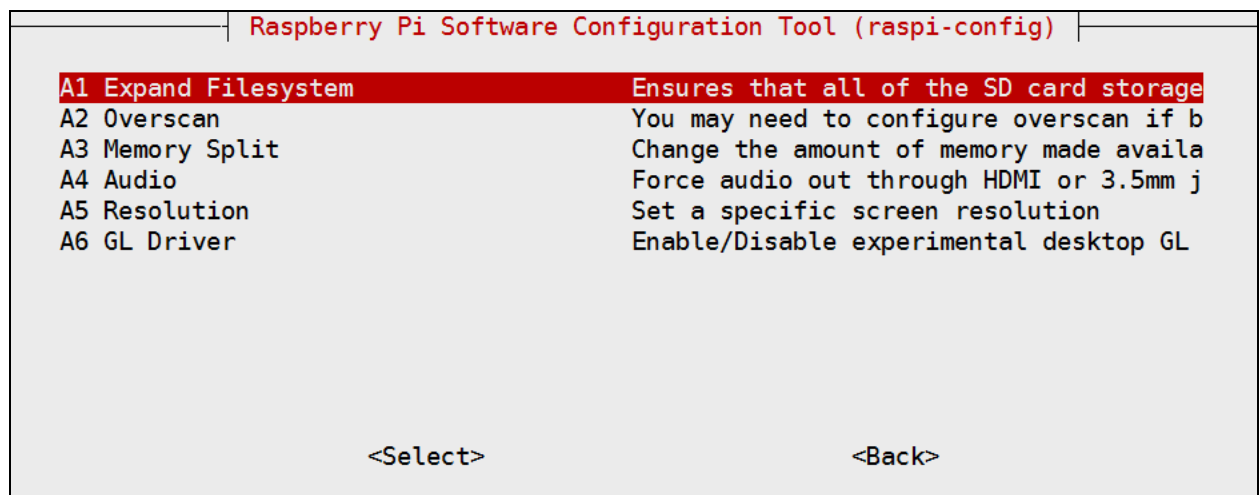 Raspberry Pi Software Configuration Tool (raspi-config)
A1 Expand Filesystem Ensures that all of the SD card storage
A2 Overscan You may need to configure overscan if b
A3 Memory Split Change the amount of memory made availa
A4 Audio Force audio out through HDMI or 3.5mm j
A5 Resolution Set a specific screen resolution
A6 GL Driver Enable/Disable experimental desktop GL
<Select> <Back>